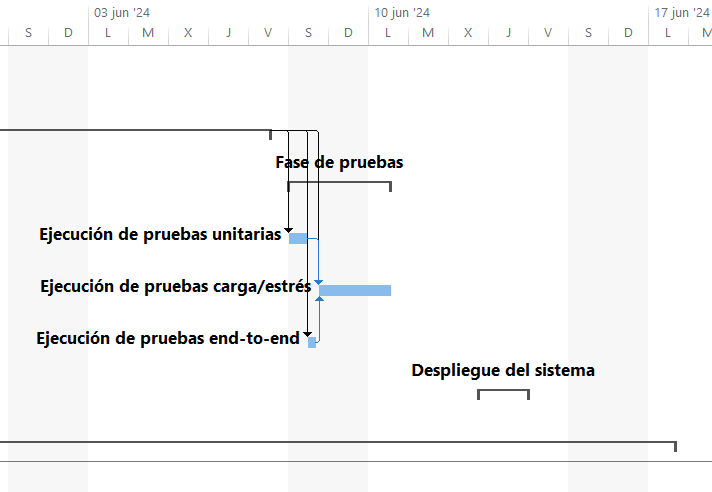 03 jun '24 10 jun '24 17 jun '24
S D L M X J V S D L M X J V S D L M
Fase de pruebas
Ejecución de pruebas unitarias
Ejecución de pruebas carga/estrés
Ejecución de pruebas end-to-end
Despliegue del sistema